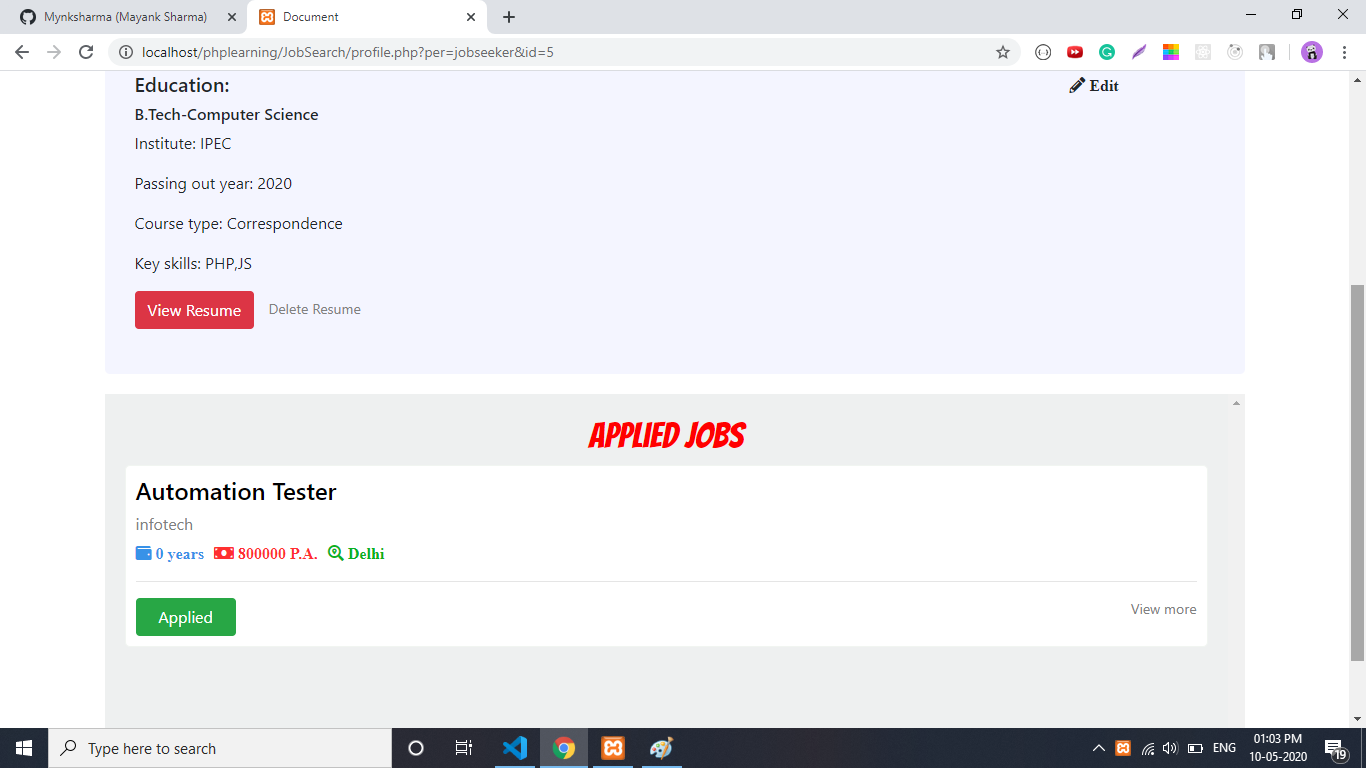 Mynksharma (Mayank Sharma)
Document
localhost/phplearning/JobSearch/profile.php?per=jobseeker&id=5
Education:
Edit
B.Tech-Computer Science
Institute: IPEC
Passing out year: 2020
Course type: Correspondence
Key skills: PHP,JS
View Resume
Delete Resume
APPLIED JOBS
Automation Tester
infotech
0 years 800000 P.A. Delhi
Applied
View more
Type here to search
ENG
01:03 PM
10-05-2020
19